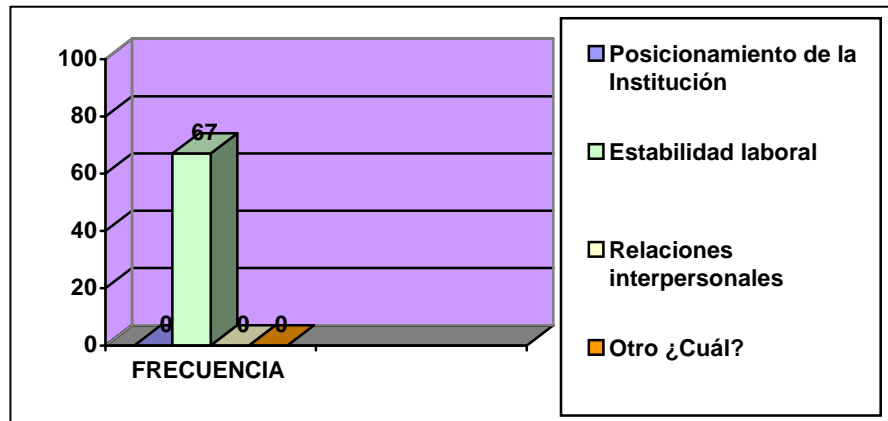 100
80
60
40
20
0
67
0
0
0
FRECUENCIA
Posicionamiento de la
Institución
Estabilidad laboral
Relaciones
interpersonales
Otro ¿Cuál?